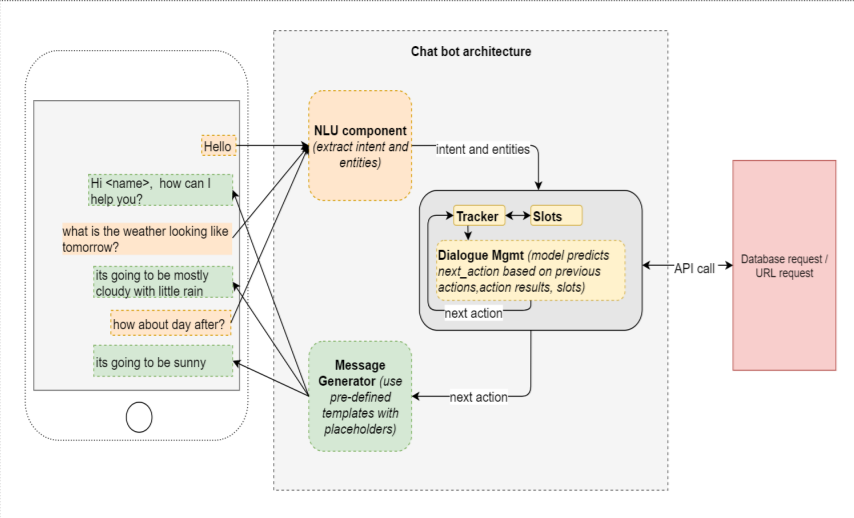 Chat bot architecture
Hello
Hi <name>,  how can I
help you?
what is the weather looking like
tomorrow?
its going to be mostly
cloudy with little rain
how about day after?
its going to be sunny
NLU component
(extract intent and
entities)
intent and entities
Tracker
Slots
Dialogue Mgmt (model predicts
next_action based on previous
actions,action results, slots)
next action
API call
Database request /
URL request
Message
Generator (use
pre-defined
templates with
placeholders)
next action